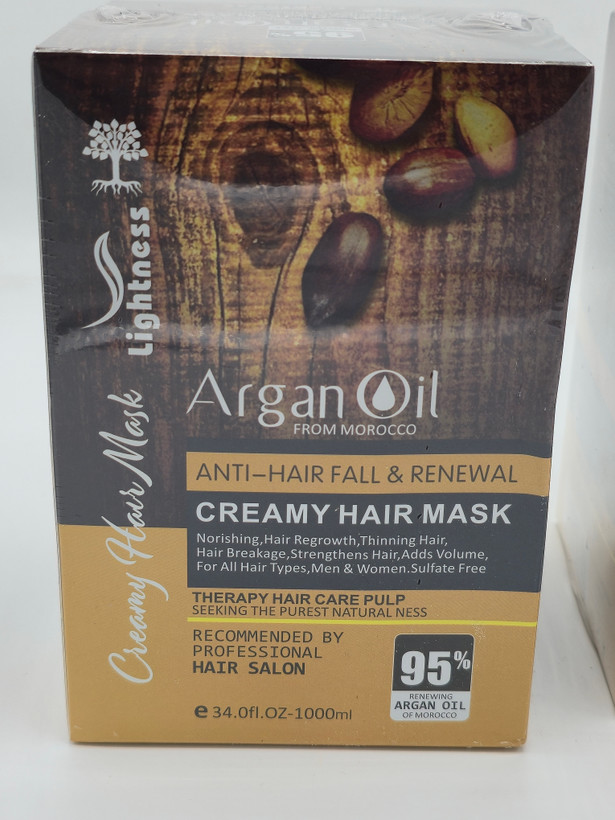 Lightness
Creamy Hair Mask
Argan Oil
FROM MOROCCO
ANTI-HAIR FALL & RENEWAL
CREAMY HAIR MASK
Norishing,Hair Regrowth,Thinning Hair,
Hair Breakage,Strengthens Hair,Adds Volume,
For All Hair Types,Men & Women.Sulfate Free
THERAPY HAIR CARE PULP
SEEKING THE PUREST NATURAL NESS
RECOMMENDED BY
PROFESSIONAL
HAIR SALON
95%
RENEWING
ARGAN OIL
OF MOROCCO
e 34.0fl.OZ-1000ml